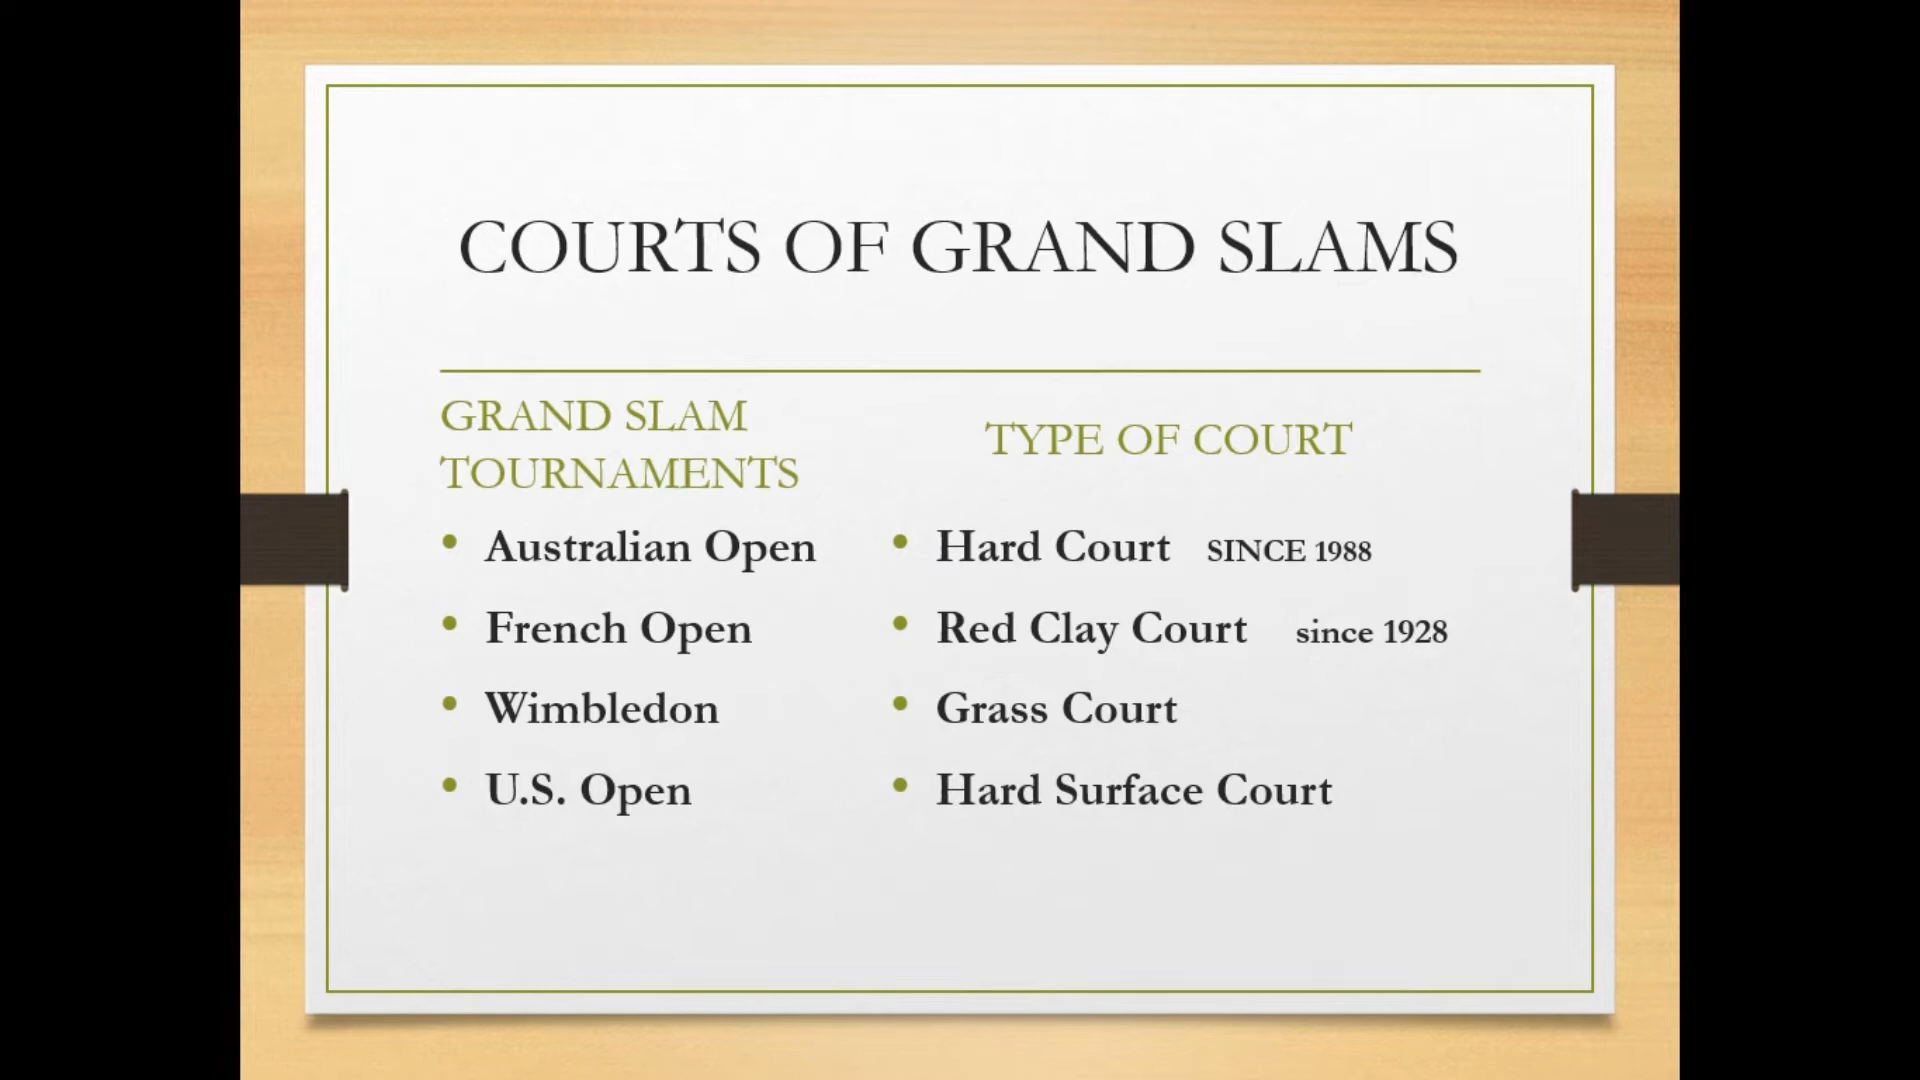 COURTS OF GRAND SLAMS
GRAND SLAM
TOURNAMENTS
TYPE OF COURT
Australian Open
French Open
Wimbledon
U.S. Open
Hard Court SINCE 1988
Red Clay Court since 1928
Grass Court
Hard Surface Court